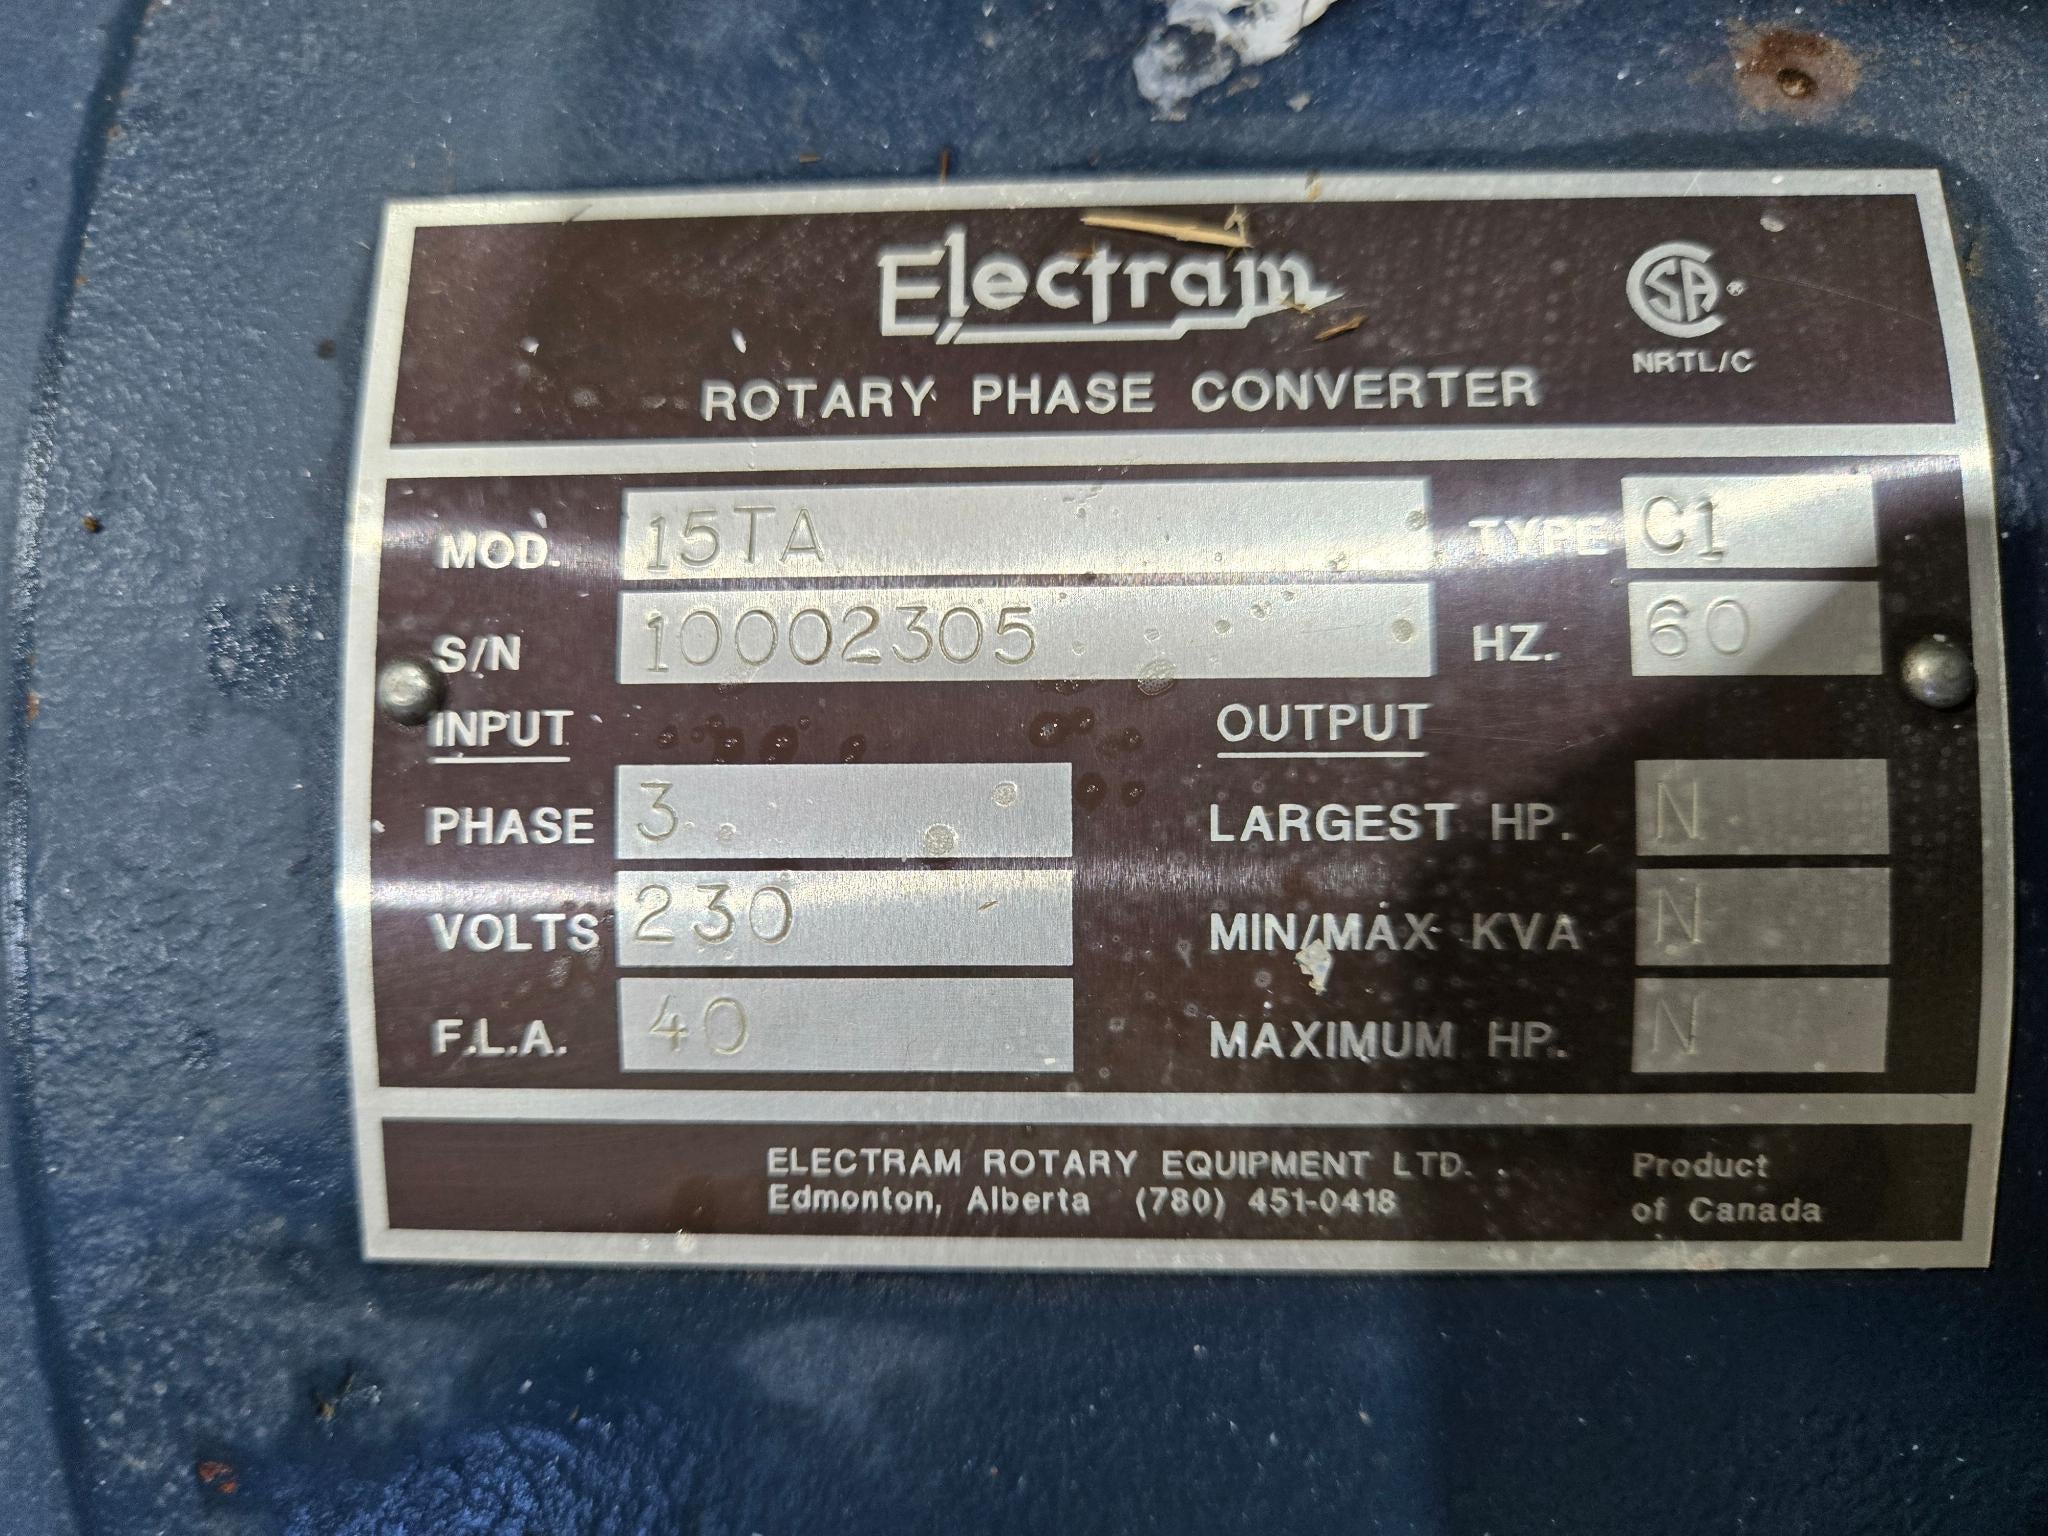 Electram
CSA
NRTL/C
ROTARY PHASE CONVERTER
MOD. 15TA TYPE C1
S/N 10002305 HZ. 60
INPUT OUTPUT
PHASE 3 LARGEST HP. N
VOLTS 230 MIN/MAX KVA N
F.L.A. 40 MAXIMUM HP. N
ELECTRAM ROTARY EQUIPMENT LTD. Product
Edmonton, Alberta (780) 451-0418 of Canada